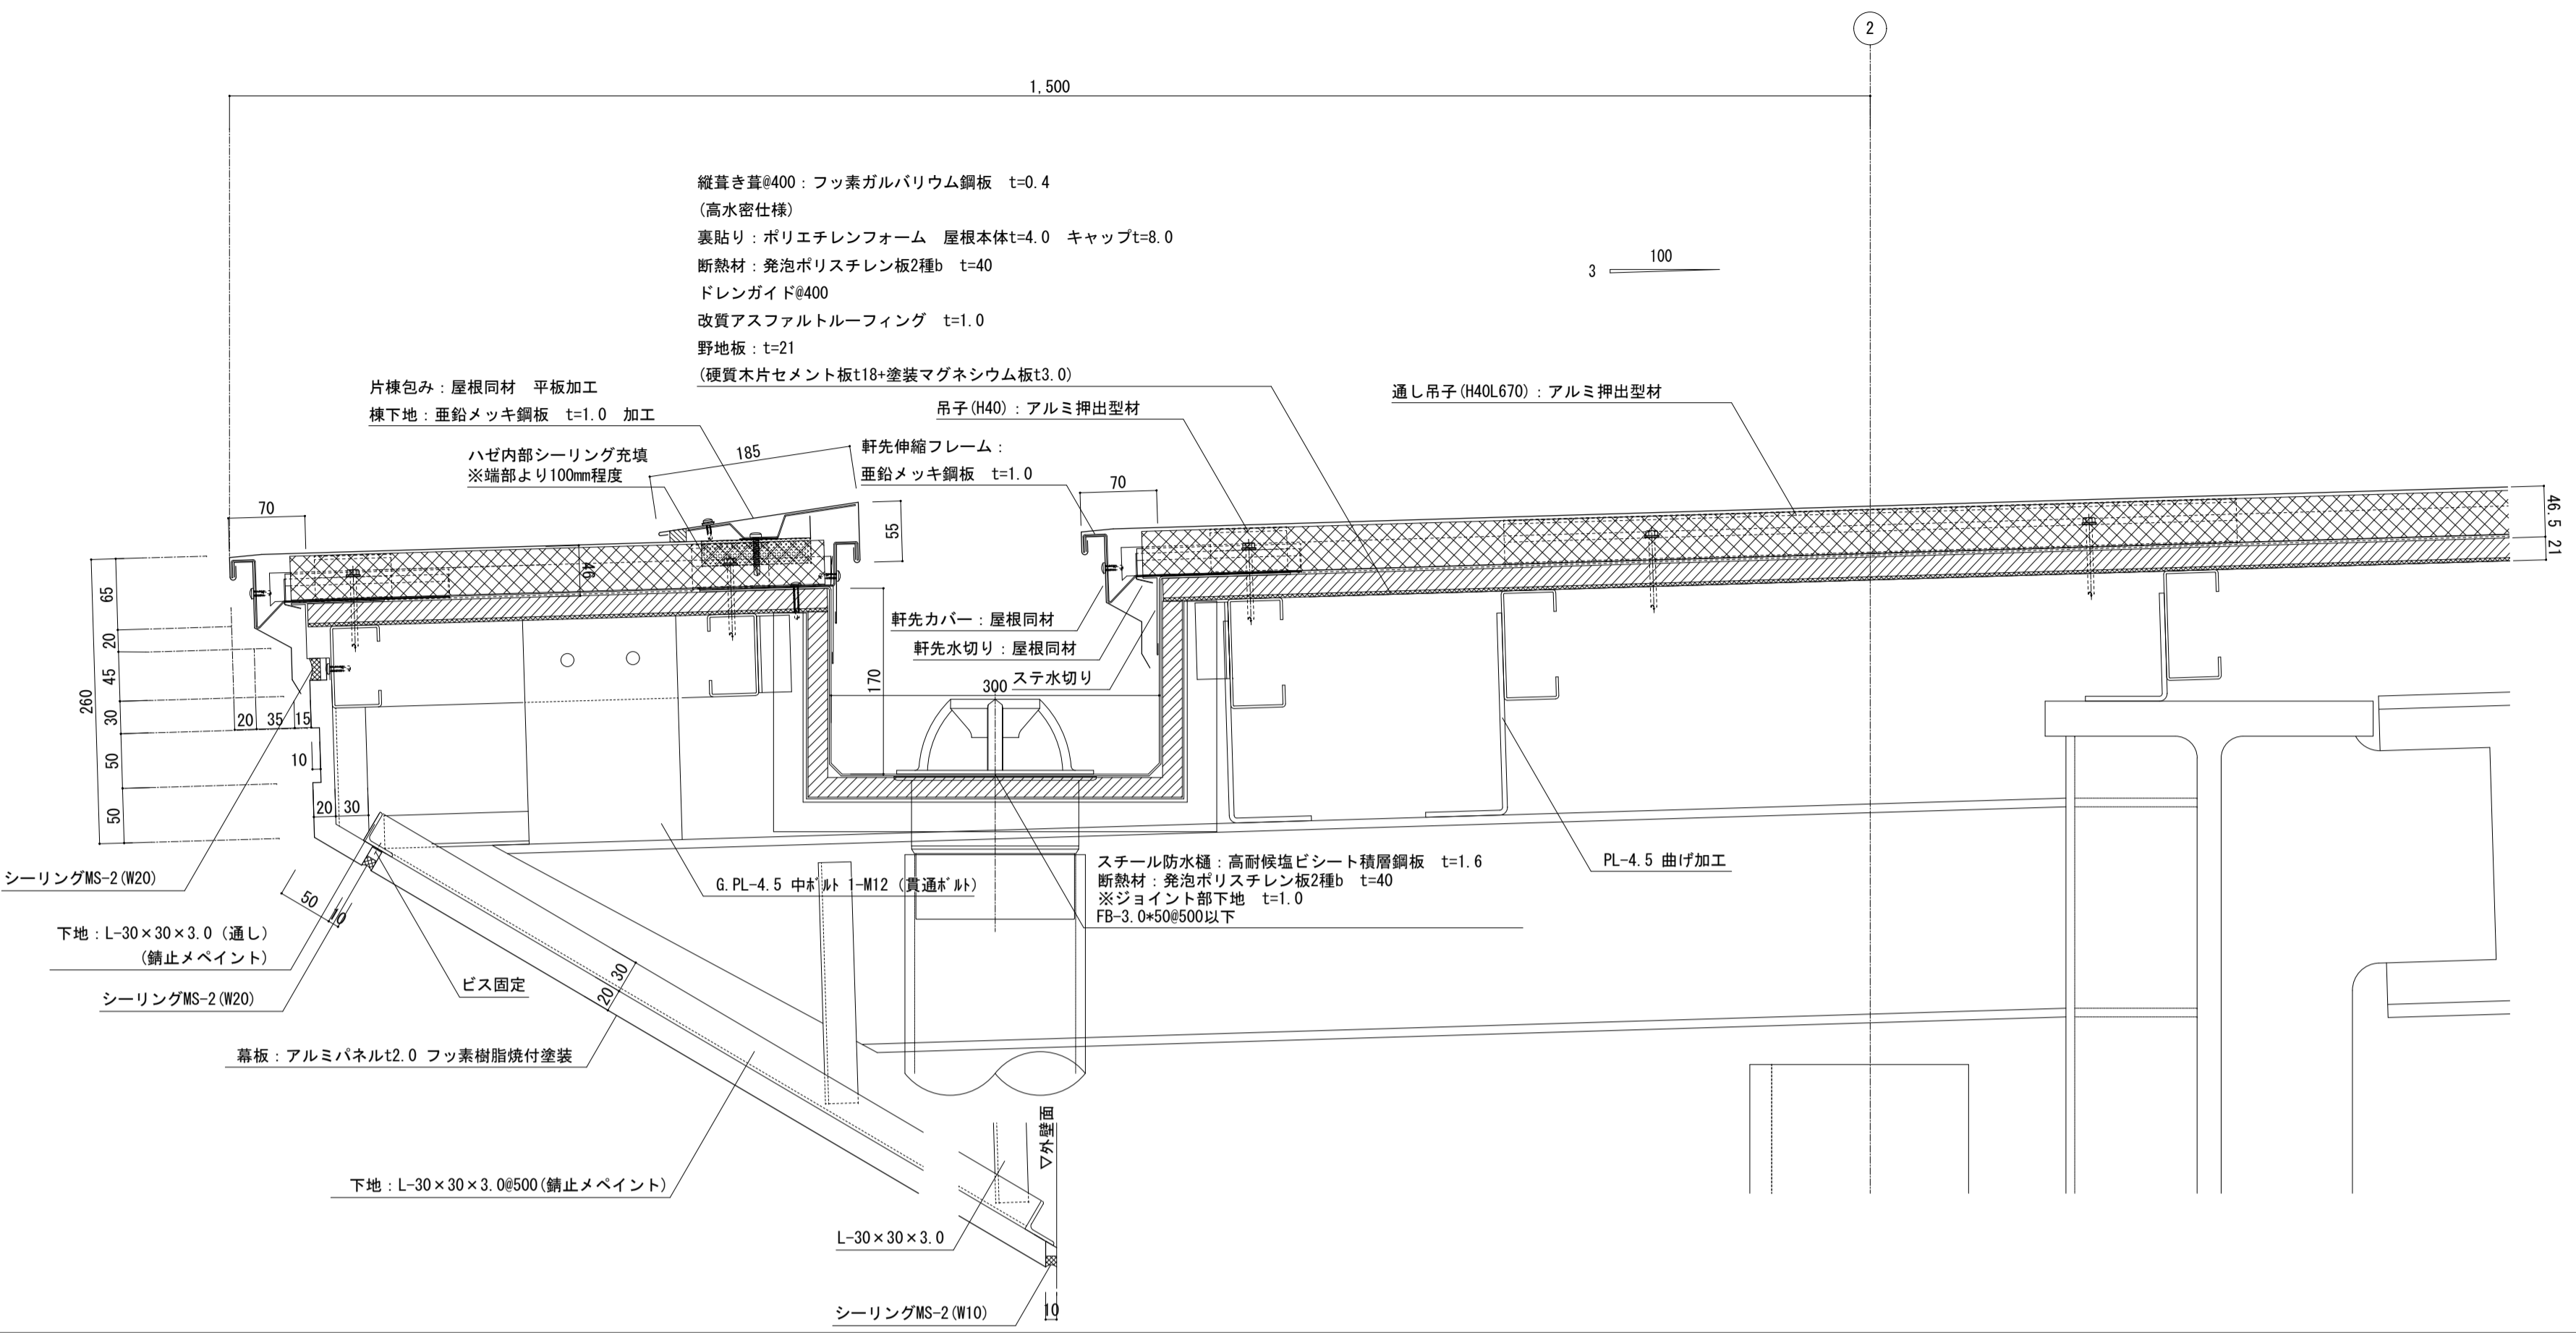 2
1,500
縦葺き葺@400：フッ素ガルバリウム鋼板　t=0.4
(高水密仕様)
裏貼り：ポリエチレンフォーム　屋根本体t=4.0　キャップt=8.0
断熱材：発泡ポリスチレン板2種b　t=40
ドレンガイド@400
改質アスファルトルーフィング　t=1.0
野地板：t=21
(硬質木片セメント板t18+塗装マグネシウム板t3.0)
3
100
片棟包み：屋根同材　平板加工
棟下地：亜鉛メッキ鋼板　t=1.0　加工
吊子(H40)：アルミ押出型材
通し吊子(H40L670)：アルミ押出型材
ハゼ内部シーリング充填
※端部より100mm程度
185
軒先伸縮フレーム：
亜鉛メッキ鋼板　t=1.0
70
70
55
46.5
21
46
65
20
45
30
50
50
260
170
300
軒先カバー：屋根同材
軒先水切り：屋根同材
ステ水切り
20
35
15
10
20
30
シーリングMS-2(W20)
50
10
下地：L-30×30×3.0（通し）
(錆止メペイント)
シーリングMS-2(W20)
ビス固定
G.PL-4.5 中ﾎﾞﾙﾄ 1-M12（貫通ﾎﾞﾙﾄ）
スチール防水樋：高耐候塩ビシート積層鋼板　t=1.6
断熱材：発泡ポリスチレン板2種b　t=40
※ジョイント部下地　t=1.0
FB-3.0*50@500以下
PL-4.5 曲げ加工
30
20
幕板：アルミパネルt2.0 フッ素樹脂焼付塗装
▽外壁面
下地：L-30×30×3.0@500(錆止メペイント)
L-30×30×3.0
シーリングMS-2(W10)
10